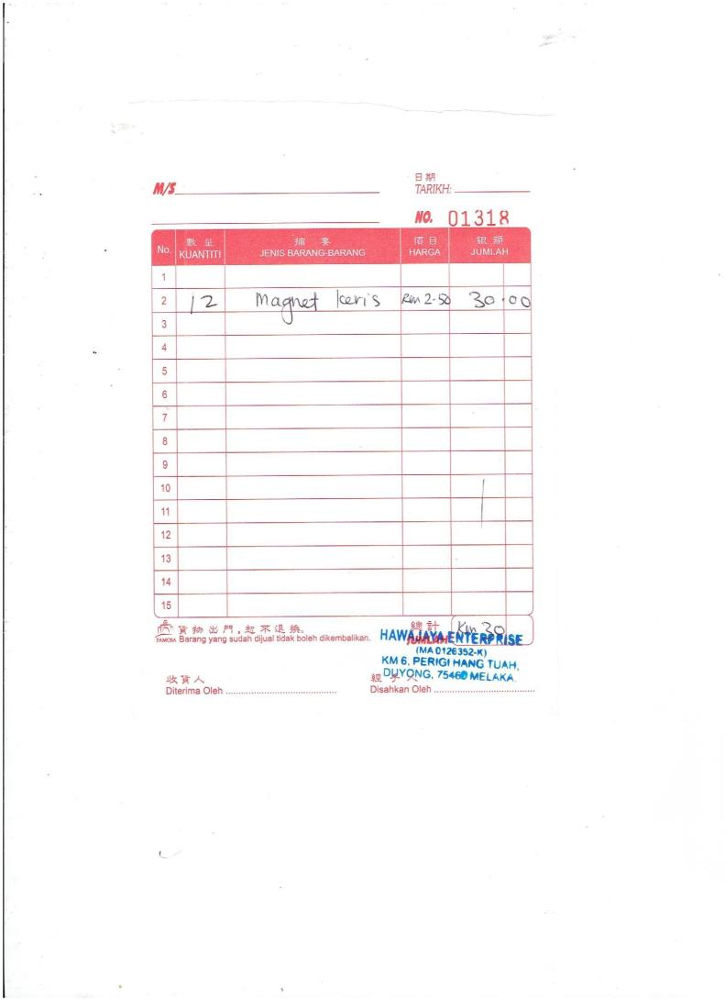 日期
M/S
TARIKH:
NO. 01318
No. 數量 摘要 價目 銀額
KUANTITI JENIS BARANG-BARANG HARGA JUMLAH
1
2 12 Magnet keris Rm 2-50 30.00
3
4
5
6
7
8
9
10
11
12
13
14
15
貨物出門,恕不退換。 總計 Rm 30
FAMOSA Barang yang sudah dijual tidak boleh dikembalikan. JUMLAH
HAWA JAYA ENTERPRISE
(MA 0126352-K)
KM 6, PERIGI HANG TUAH,
DUYONG, 75460 MELAKA.
收貨人 經手人
Diterima Oleh Disahkan Oleh